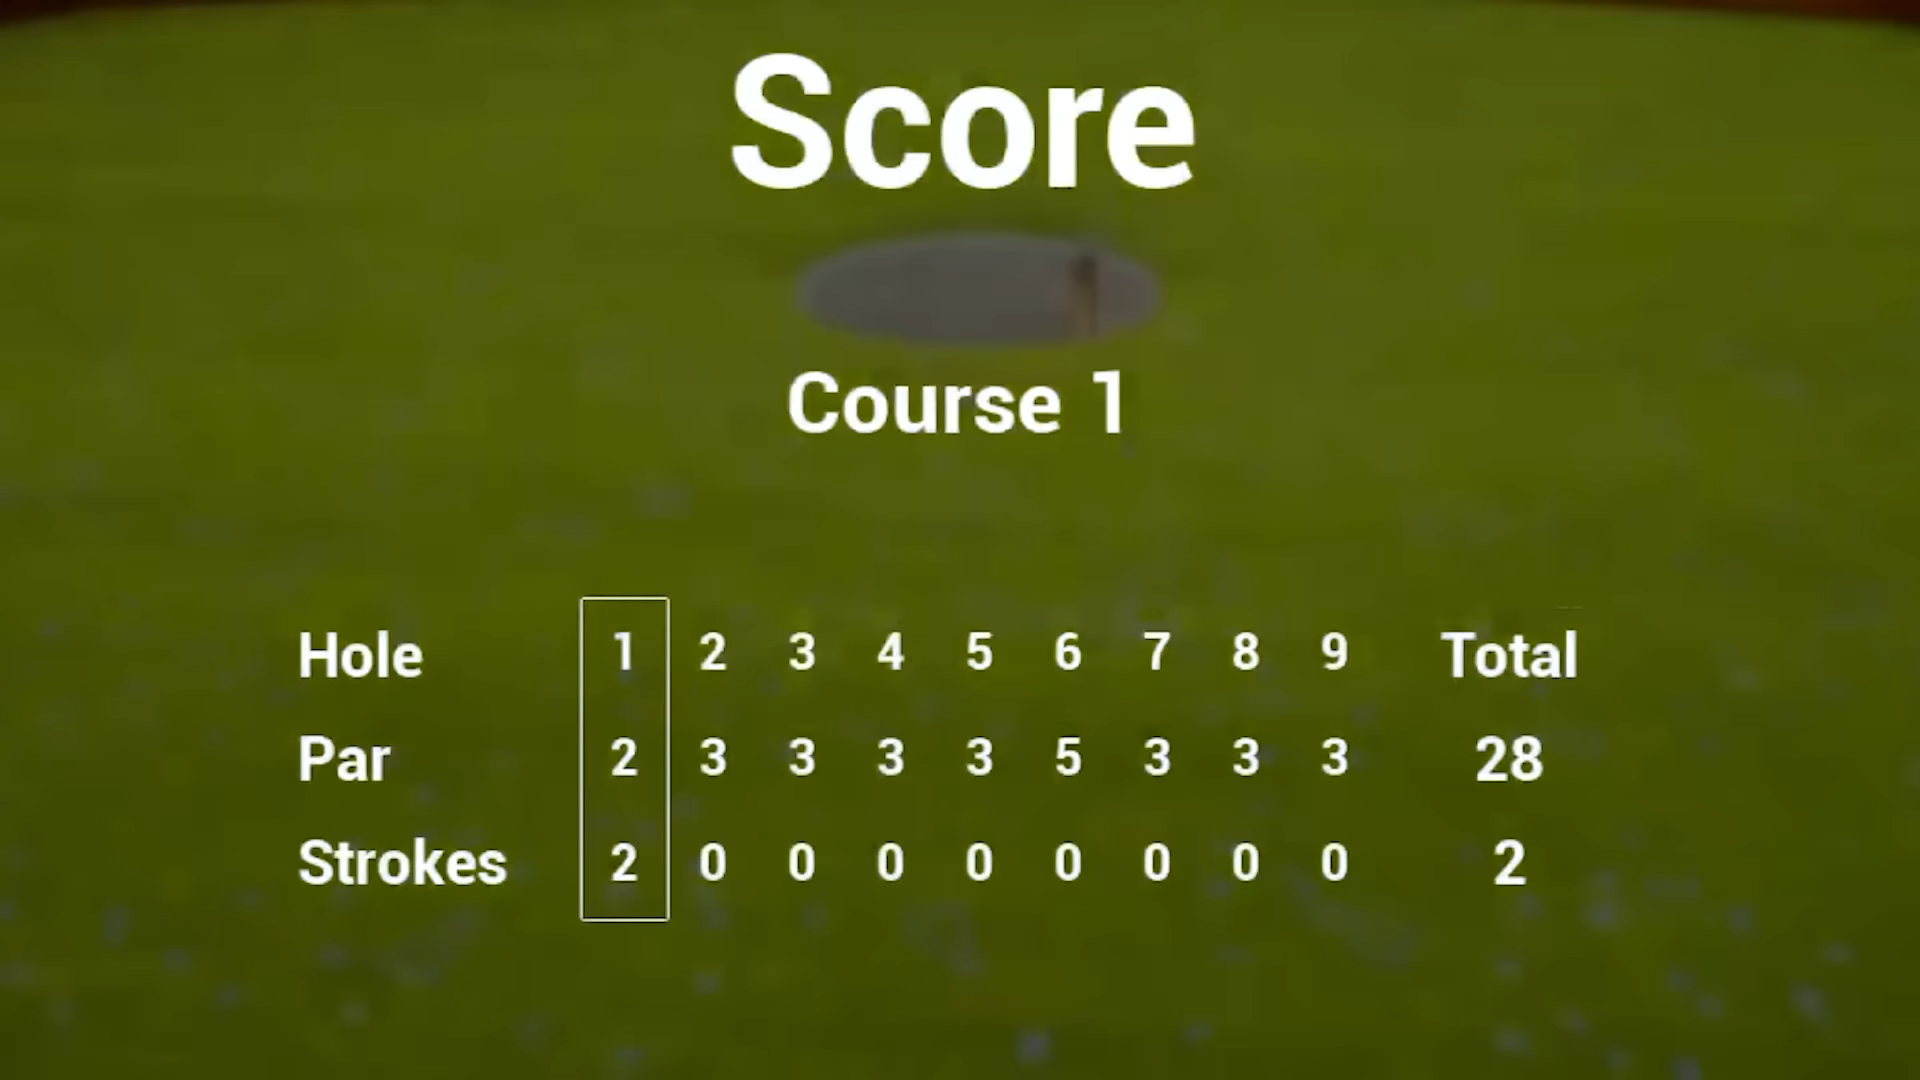 Score
Course 1
Hole 1 2 3 4 5 6 7 8 9 Total
Par 2 3 3 3 3 5 3 3 3 28
Strokes 2 0 0 0 0 0 0 0 0 2